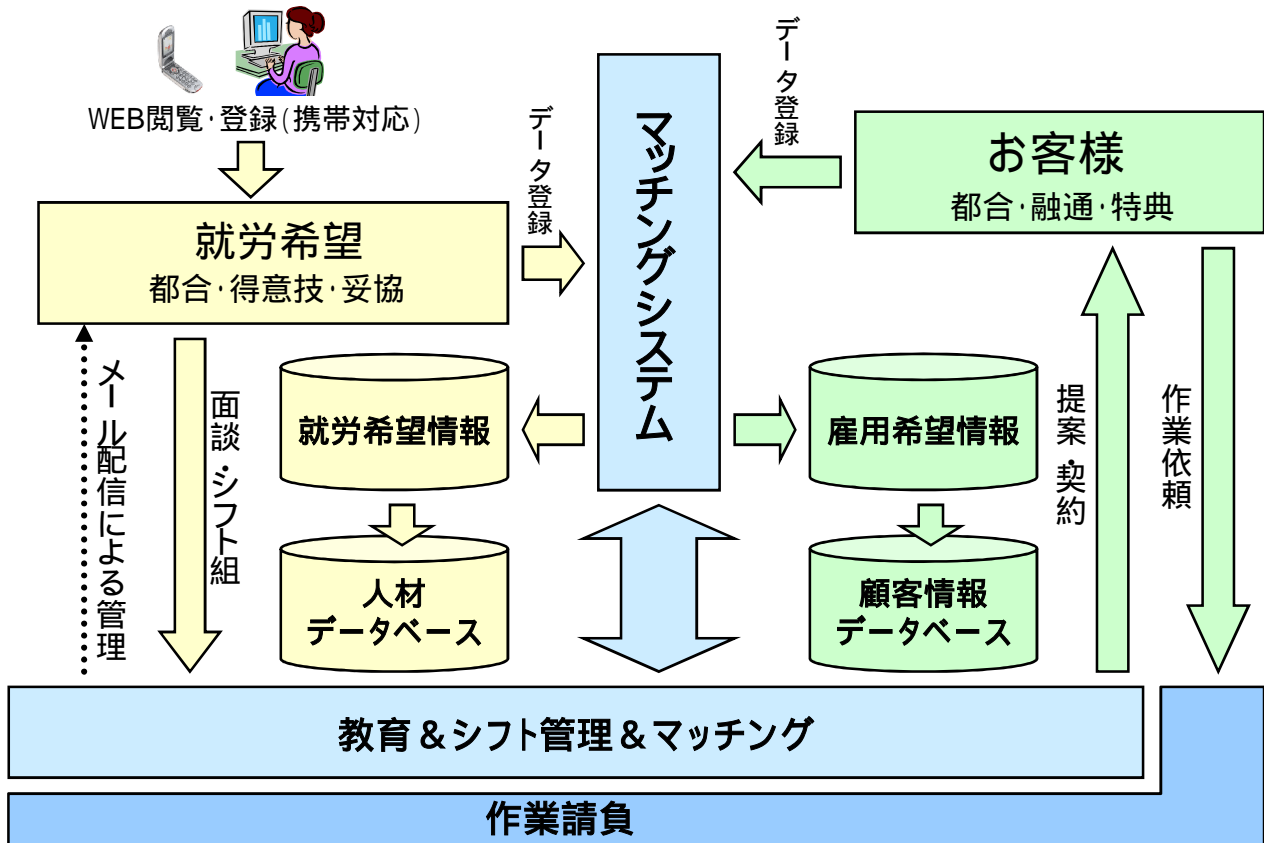 WEB閲覧・登録(携帯対応)
就労希望
都合・得意技・妥協
データ登録
マッチングシステム
データ登録
お客様
都合・融通・特典
メール配信による管理
面談・シフト組
就労希望情報
人材
データベース
雇用希望情報
顧客情報
データベース
提案・契約
作業依頼
教育&シフト管理&マッチング
作業請負